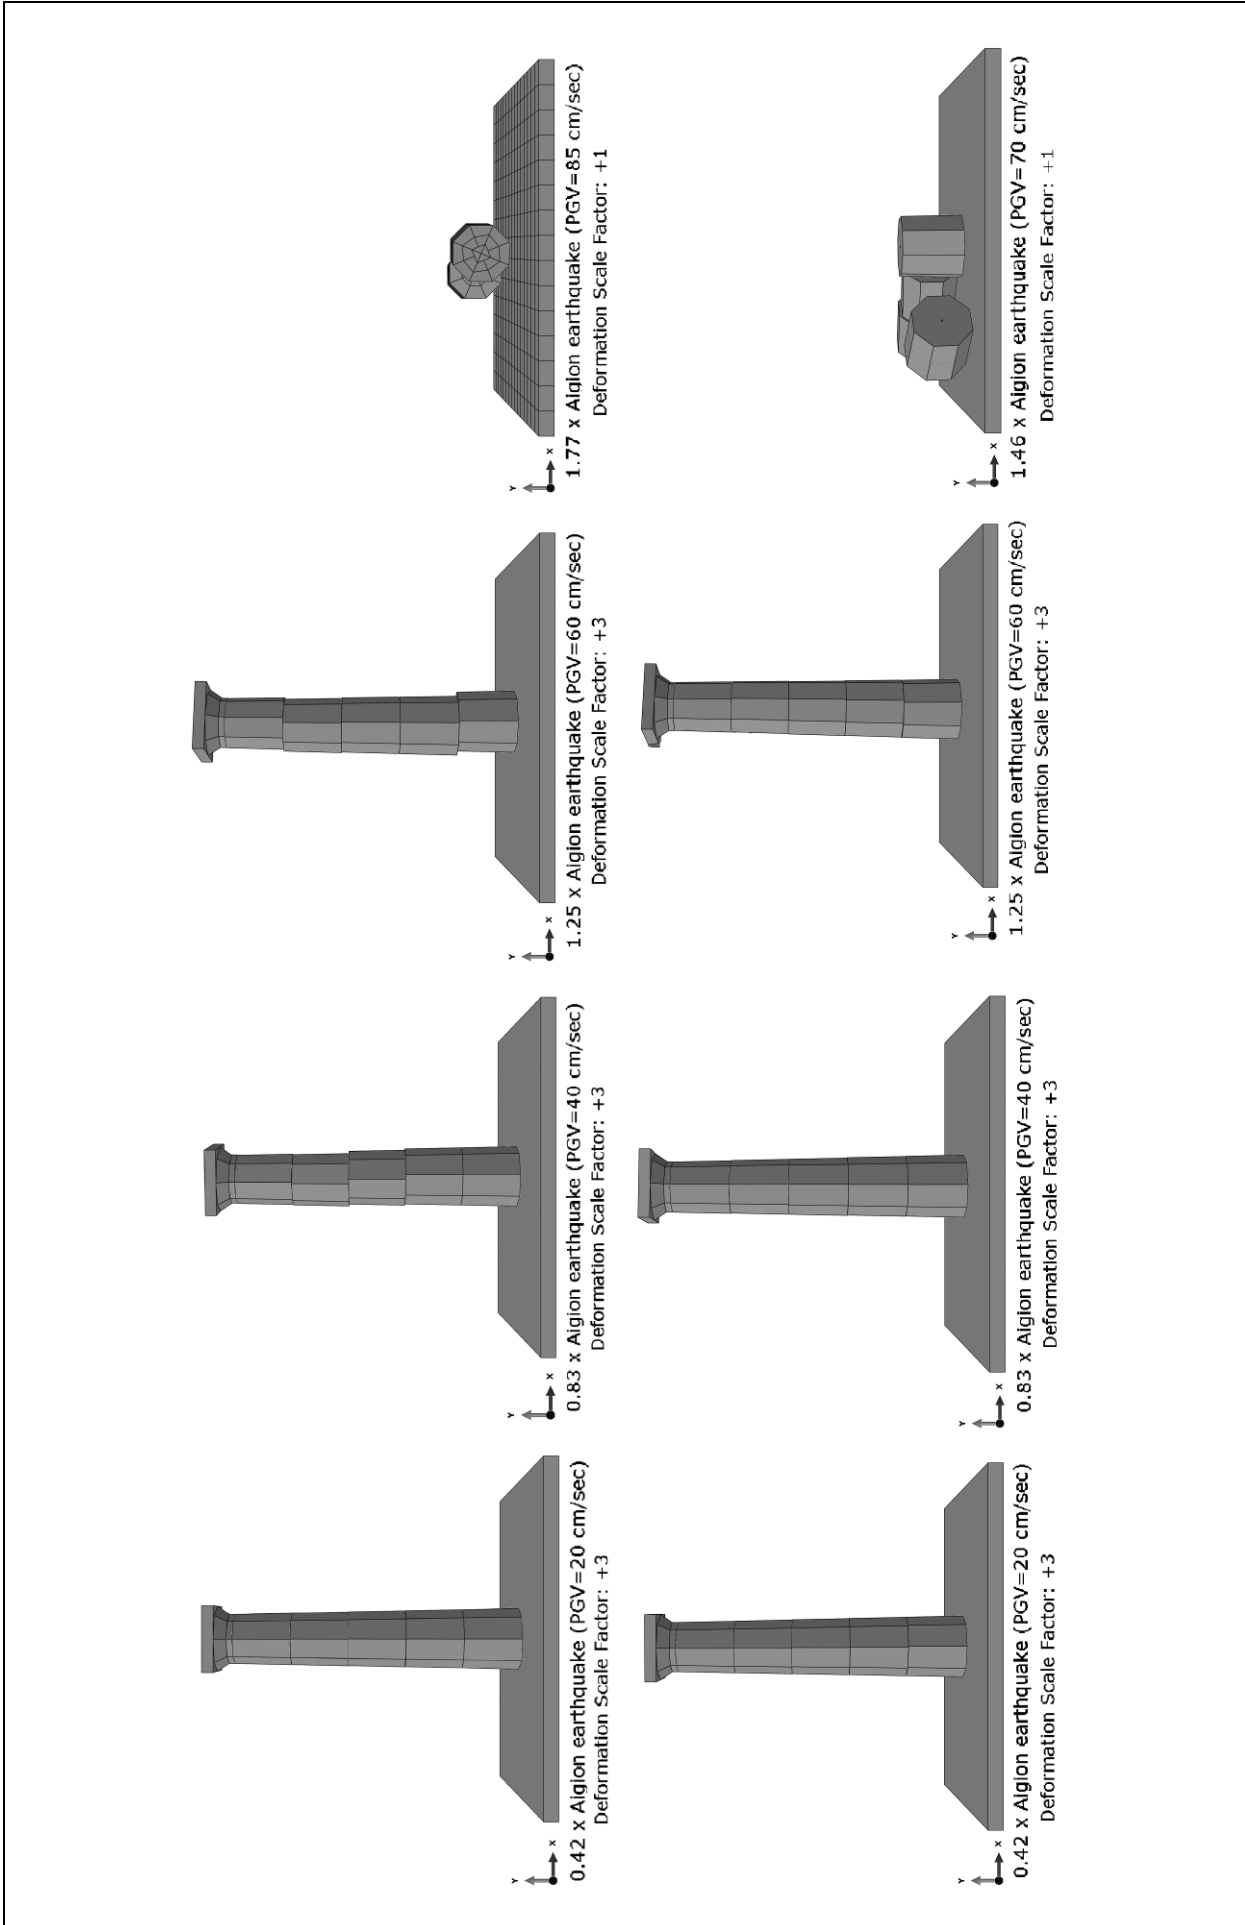 Y
X
0.42 x Aigion earthquake (PGV=20 cm/sec)
Deformation Scale Factor: +3
Y
X
0.83 x Aigion earthquake (PGV=40 cm/sec)
Deformation Scale Factor: +3
Y
X
1.25 x Aigion earthquake (PGV=60 cm/sec)
Deformation Scale Factor: +3
Y
X
1.77 x Aigion earthquake (PGV=85 cm/sec)
Deformation Scale Factor: +1
Y
X
0.42 x Aigion earthquake (PGV=20 cm/sec)
Deformation Scale Factor: +3
Y
X
0.83 x Aigion earthquake (PGV=40 cm/sec)
Deformation Scale Factor: +3
Y
X
1.25 x Aigion earthquake (PGV=60 cm/sec)
Deformation Scale Factor: +3
Y
X
1.46 x Aigion earthquake (PGV=70 cm/sec)
Deformation Scale Factor: +1